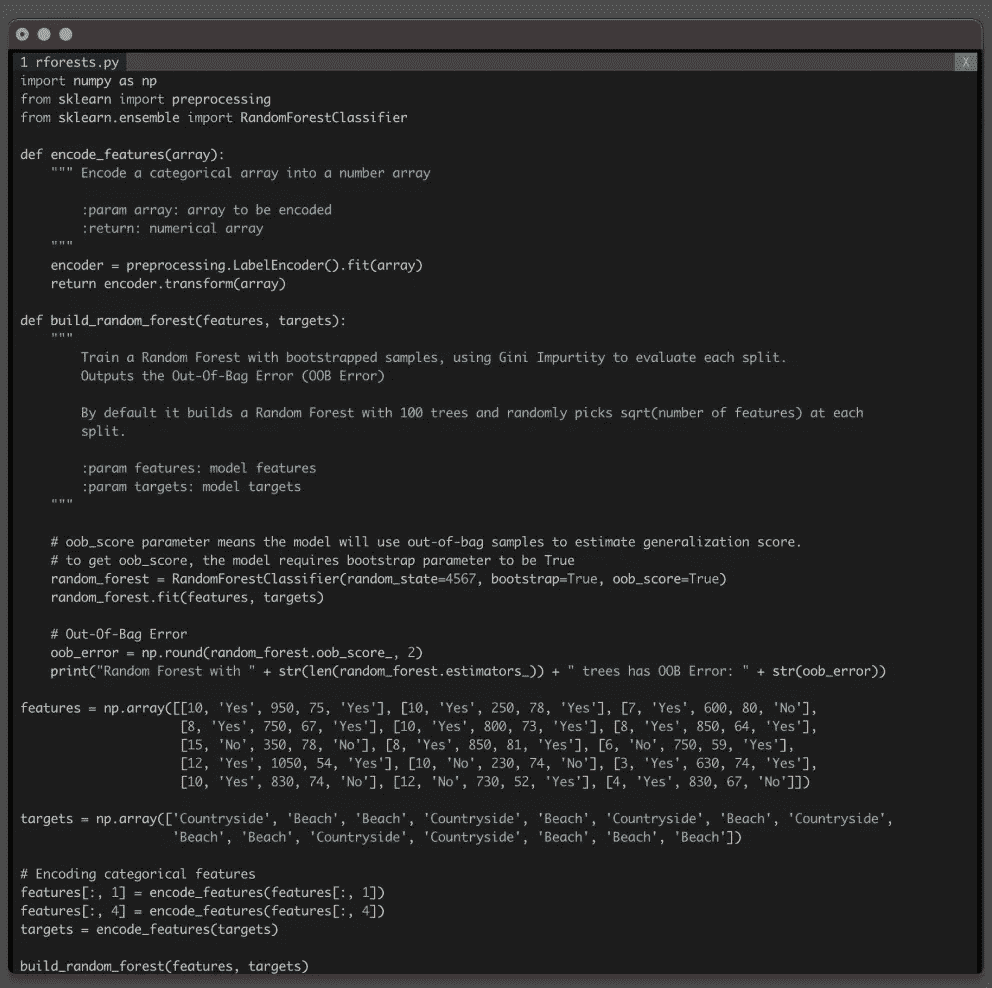 1 rforests.py X
import numpy as np
from sklearn import preprocessing
from sklearn.ensemble import RandomForestClassifier
def encode_features(array):
""" Encode a categorical array into a number array
:param array: array to be encoded
:return: numerical array
"""
encoder = preprocessing.LabelEncoder().fit(array)
return encoder.transform(array)
def build_random_forest(features, targets):
"""
Train a Random Forest with bootstrapped samples, using Gini Impurtity to evaluate each split.
Outputs the Out-Of-Bag Error (OOB Error)
By default it builds a Random Forest with 100 trees and randomly picks sqrt(number of features) at each
split.
:param features: model features
:param targets: model targets
"""
# oob_score parameter means the model will use out-of-bag samples to estimate generalization score.
# to get oob_score, the model requires bootstrap parameter to be True
random_forest = RandomForestClassifier(random_state=4567, bootstrap=True, oob_score=True)
random_forest.fit(features, targets)
# Out-Of-Bag Error
oob_error = np.round(random_forest.oob_score_, 2)
print("Random Forest with " + str(len(random_forest.estimators_)) + " trees has OOB Error: " + str(oob_error))
features = np.array([[10, 'Yes', 950, 75, 'Yes'], [10, 'Yes', 250, 78, 'Yes'], [7, 'Yes', 600, 80, 'No'],
[8, 'Yes', 750, 67, 'Yes'], [10, 'Yes', 800, 73, 'Yes'], [8, 'Yes', 850, 64, 'Yes'],
[15, 'No', 350, 78, 'No'], [8, 'Yes', 850, 81, 'Yes'], [6, 'No', 750, 59, 'Yes'],
[12, 'Yes', 1050, 54, 'Yes'], [10, 'No', 230, 74, 'No'], [3, 'Yes', 630, 74, 'Yes'],
[10, 'Yes', 830, 74, 'No'], [12, 'No', 730, 52, 'Yes'], [4, 'Yes', 830, 67, 'No']])
targets = np.array(['Countryside', 'Beach', 'Beach', 'Countryside', 'Beach', 'Countryside', 'Beach', 'Countryside',
'Beach', 'Beach', 'Countryside', 'Countryside', 'Beach', 'Beach', 'Beach'])
# Encoding categorical features
features[:, 1] = encode_features(features[:, 1])
features[:, 4] = encode_features(features[:, 4])
targets = encode_features(targets)
build_random_forest(features, targets)